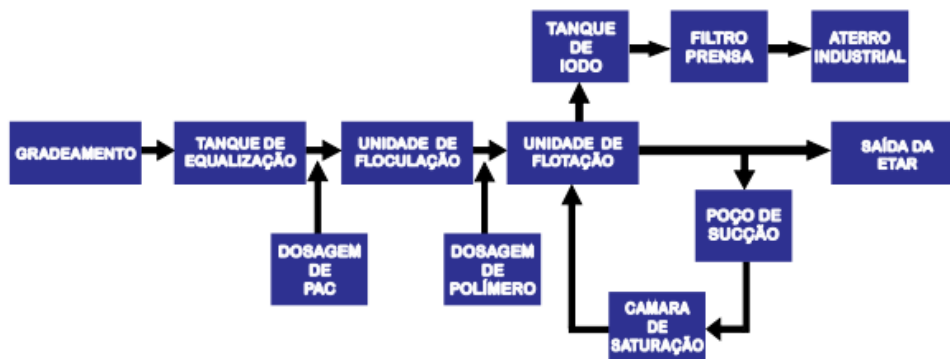 TANQUE
DE
IODO
FILTRO
PRENSA
ATERRO
INDUSTRIAL
GRADEAMENTO
TANQUE DE
EQUALIZAÇÃO
UNIDADE DE
FLOCULAÇÃO
UNIDADE DE
FLOTAÇÃO
SAÍDA DA
ETAR
DOSAGEM
DE
PAC
DOSAGEM
DE
POLÍMERO
POÇO DE
SUCÇÃO
CAMARA
DE
SATURAÇÃO